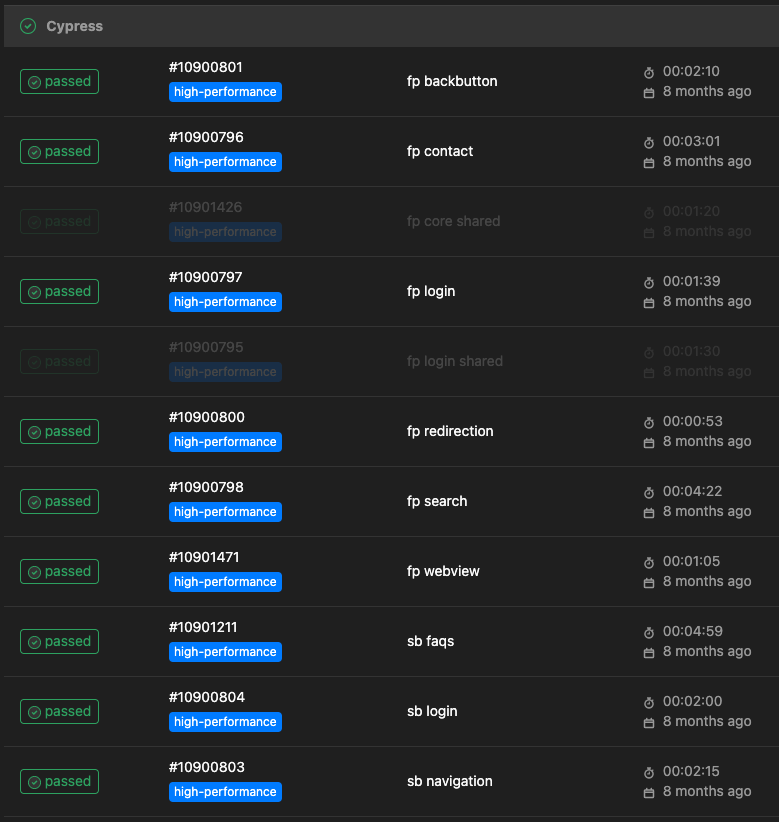 Cypress
passed
#10900801
high-performance
fp backbutton
00:02:10
8 months ago
passed
#10900796
high-performance
fp contact
00:03:01
8 months ago
passed
#10901426
high-performance
fp core shared
00:01:20
8 months ago
passed
#10900797
high-performance
fp login
00:01:39
8 months ago
passed
#10900795
high-performance
fp login shared
00:01:30
8 months ago
passed
#10900800
high-performance
fp redirection
00:00:53
8 months ago
passed
#10900798
high-performance
fp search
00:04:22
8 months ago
passed
#10901471
high-performance
fp webview
00:01:05
8 months ago
passed
#10901211
high-performance
sb faqs
00:04:59
8 months ago
passed
#10900804
high-performance
sb login
00:02:00
8 months ago
passed
#10900803
high-performance
sb navigation
00:02:15
8 months ago